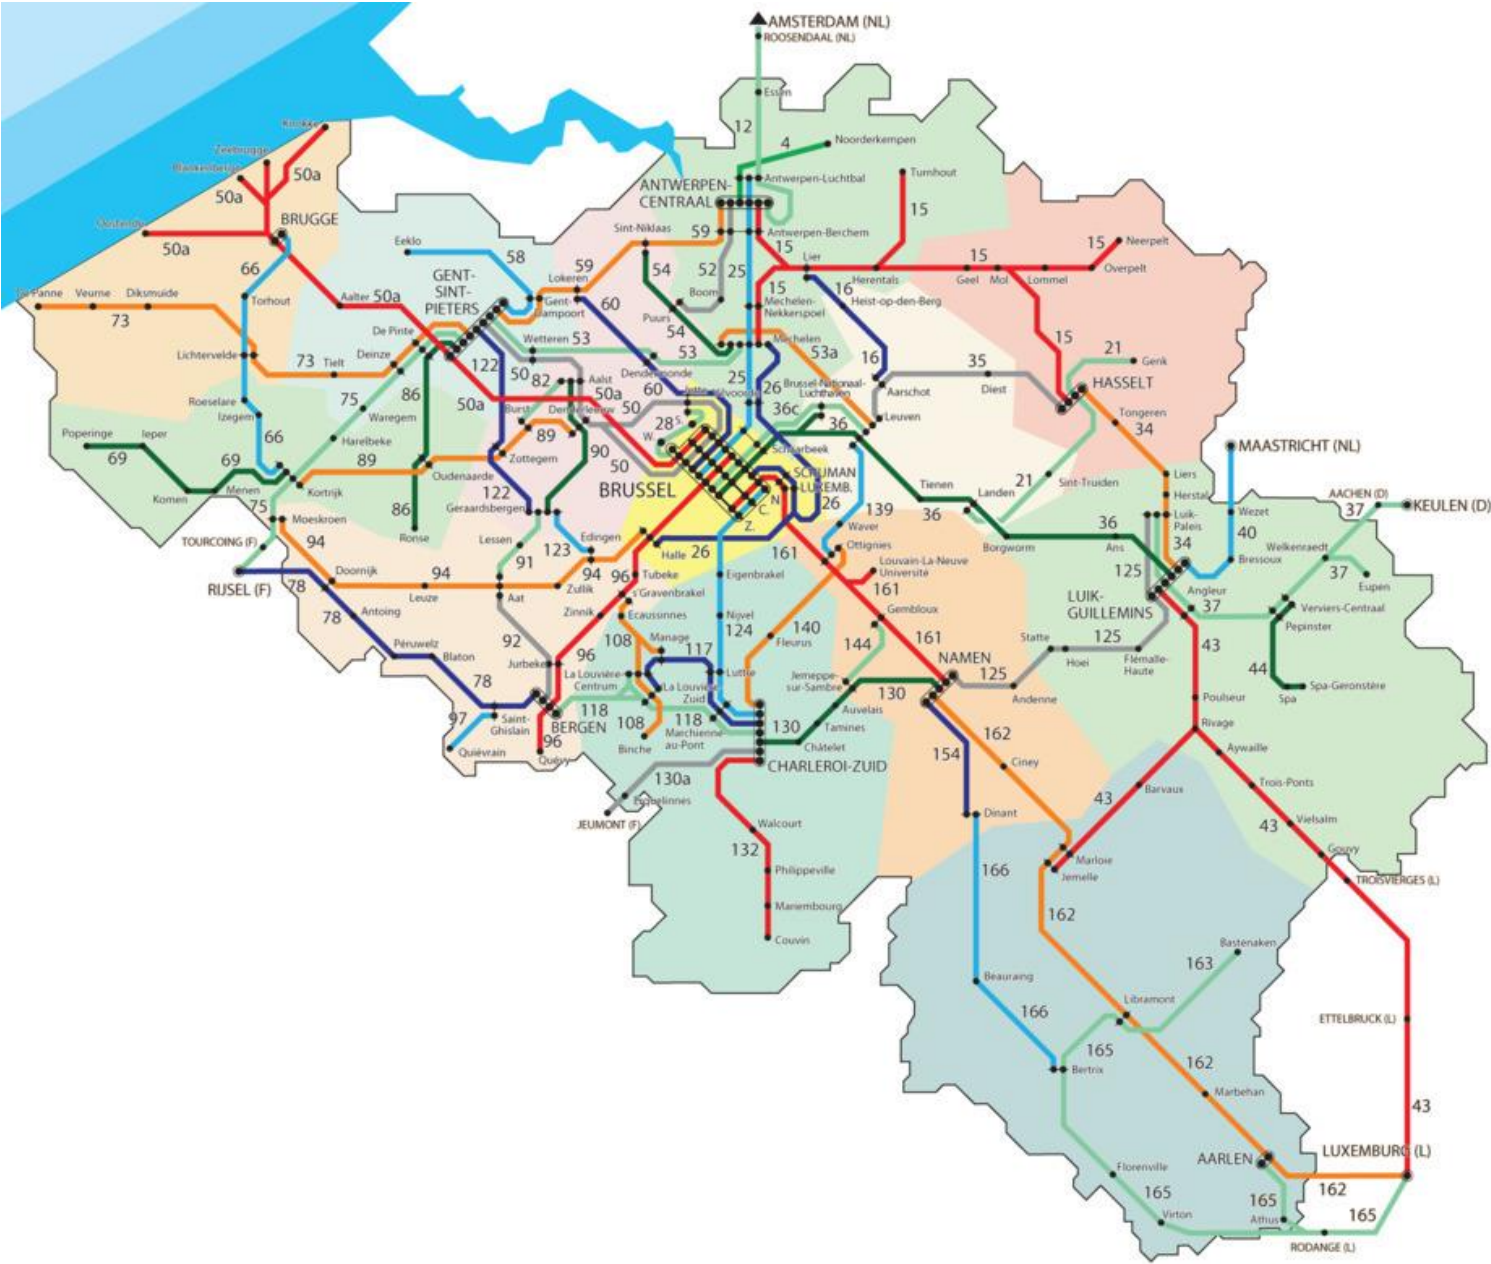 AMSTERDAM (NL)
ROOSENDAAL (NL)
Essen
12
4
Noorderkempen
Knokke
Zeebrugge
Blankenberge
50a
50a
Oostende
50a
BRUGGE
ANTWERPEN-
CENTRAAL
Antwerpen-Luchtbal
Turnhout
15
Sint-Niklaas
59
Antwerpen-Berchem
15
Eeklo
58
66
Torhout
GENT-
SINT-
PIETERS
Lokeren
59
54
52
25
Lier
Herentals
15
15
Neerpelt
Geel
Mol
Lommel
Overpelt
De Panne
Veurne
Diksmuide
73
Aalter
50a
Gent-
Dampoort
60
Boom
Puurs
54
15
Mechelen-
Nekkerspoel
16
Heist-op-den-Berg
De Pinte
Deinze
Wetteren
53
53
Mechelen
53a
15
Lichtervelde
73
Tielt
122
50
82
Aalst
Dendermonde
60
25
26
Brussel-Nationaal-
Luchthaven
16
Aarschot
35
Diest
21
Genk
HASSELT
75
Waregem
86
50a
50a
50
Jette
Vilvoorde
36c
36
Leuven
Roeselare
Izegem
66
Harelbeke
Burst
89
Denderleeuw
28
S.
W.
Schaarbeek
Tongeren
34
Poperinge
Ieper
69
69
Komen
Menen
Kortrijk
89
Oudenaarde
Zottegem
90
50
BRUSSEL
SCHUMAN
LUXEMB.
N.
C.
Z.
26
Tienen
36
Landen
21
Sint-Truiden
Liers
Herstal
MAASTRICHT (NL)
75
Moeskroen
86
Ronse
122
Geraardsbergen
139
Waver
Ottignies
Borgworm
36
Ans
Luik-
Paleis
34
Wezet
40
AACHEN (D)
37
KEULEN (D)
TOURCOING (F)
94
Lessen
91
123
Edingen
94
Halle
26
161
Welkenraedt
RIJSEL (F)
78
Doornijk
94
Leuze
Zullik
96
Tubeke
Eigenbrakel
Louvain-La-Neuve
Université
161
125
Bressoux
37
Eupen
LUIK-
GUILLEMINS
Angleur
37
Verviers-Centraal
Pepinster
78
Antoing
Aat
Zinnik
's Gravenbrakel
Ecaussinnes
Nijvel
124
140
Fleurus
Gembloux
144
161
NAMEN
Statte
125
Hoei
Flémalle-
Haute
43
44
Spa
Spa-Geronstère
Péruwelz
Blaton
78
92
Jurbeke
96
108
Manage
117
Luttre
La Louvière-
Centrum
La Louvière-
Zuid
Jemeppe-
sur-Sambre
130
125
Andenne
Poulseur
97
Saint-
Ghislain
BERGEN
118
108
118
Auvelais
Tamines
Rivage
Quiévrain
96
Quévy
Binche
Marchienne-
au-Pont
130
Châtelet
CHARLEROI-ZUID
154
162
Ciney
Aywaille
130a
Erquelinnes
JEUMONT (F)
Dinant
43
Barvaux
Trois-Ponts
43
Vielsalm
Walcourt
132
Philippeville
Mariembourg
Couvin
166
Marloie
Jemelle
162
Gouvy
TROISVIERGES (L)
Beauraing
166
Bastenaken
163
Libramont
165
ETTELBRUCK (L)
Bertrix
162
Marbehan
43
AARLEN
LUXEMBURG (L)
162
Florenville
165
Virton
165
Athus
165
RODANGE (L)